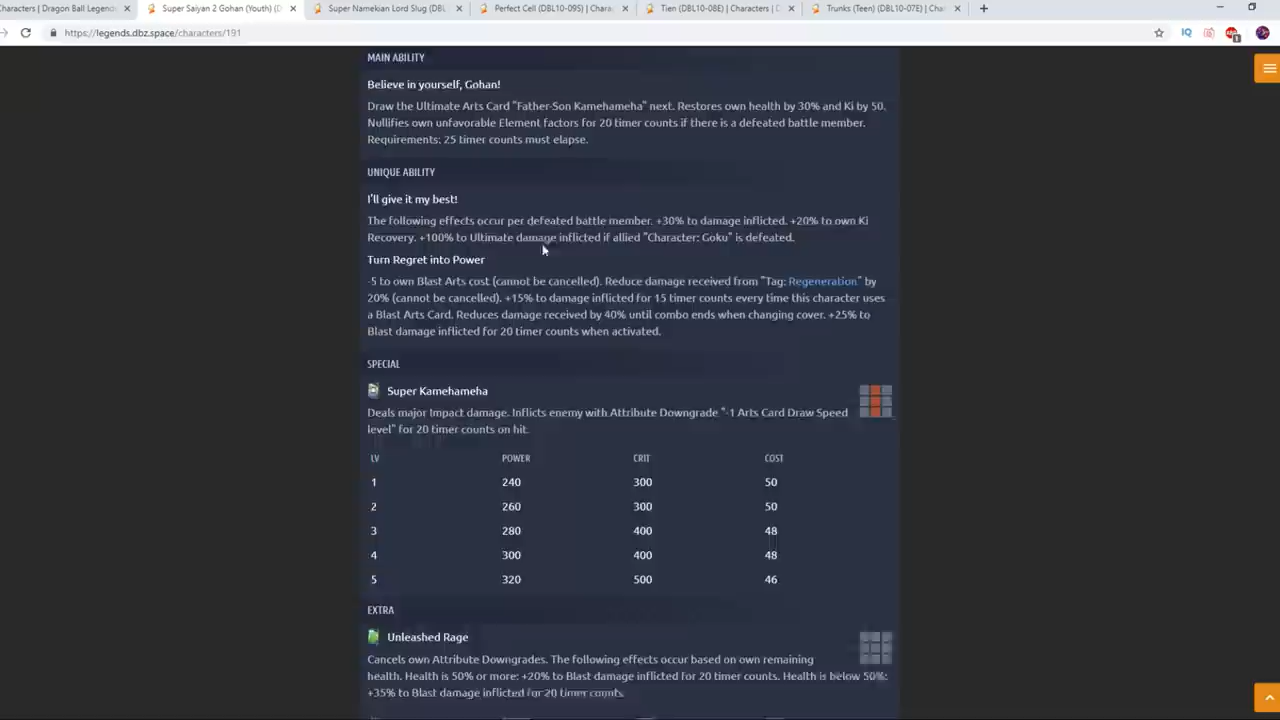 Characters | Dragon Ball Legend
Super Saiyan 2 Gohan (Youth) (D
Super Namekian Lord Slug (DBL
Perfect Cell (DBL10-09S) | Charac
Tien (DBL10-08E) | Characters | D
Trunks (Teen) (DBL10-07E) | Cha
https://legends.dbz.space/characters/191
MAIN ABILITY
Believe in yourself, Gohan!
Draw the Ultimate Arts Card "Father-Son Kamehameha" next. Restores own health by 30% and Ki by 50.
Nullifies own unfavorable Element factors for 20 timer counts if there is a defeated battle member.
Requirements: 25 timer counts must elapse.
UNIQUE ABILITY
I'll give it my best!
The following effects occur per defeated battle member. +30% to damage inflicted. +20% to own Ki
Recovery. +100% to Ultimate damage inflicted if allied "Character: Goku" is defeated.
Turn Regret into Power
-5 to own Blast Arts cost (cannot be cancelled). Reduce damage received from "Tag: Regeneration" by
20% (cannot be cancelled). +15% to damage inflicted for 15 timer counts every time this character uses
a Blast Arts Card. Reduces damage received by 40% until combo ends when changing cover. +25% to
Blast damage inflicted for 20 timer counts when activated.
SPECIAL
Super Kamehameha
Deals major Impact damage. Inflicts enemy with Attribute Downgrade "-1 Arts Card Draw Speed
level" for 20 timer counts on hit.
LV POWER CRIT COST
1 240 300 50
2 260 300 50
3 280 400 48
4 300 400 48
5 320 500 46
EXTRA
Unleashed Rage
Cancels own Attribute Downgrades. The following effects occur based on own remaining
health. Health is 50% or more: +20% to Blast damage inflicted for 20 timer counts. Health is below 50%:
+35% to Blast damage inflicted for 20 timer counts.